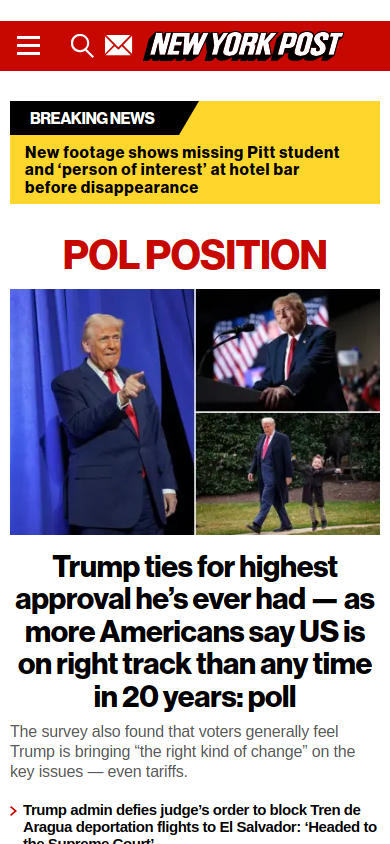 NEW YORK POST
BREAKING NEWS
New footage shows missing Pitt student
and ‘person of interest’ at hotel bar
before disappearance
POL POSITION
Trump ties for highest
approval he’s ever had — as
more Americans say US is
on right track than any time
in 20 years: poll
The survey also found that voters generally feel
Trump is bringing “the right kind of change” on the
key issues — even tariffs.
Trump admin defies judge’s order to block Tren de
Aragua deportation flights to El Salvador: ‘Headed to
the Supreme Court’